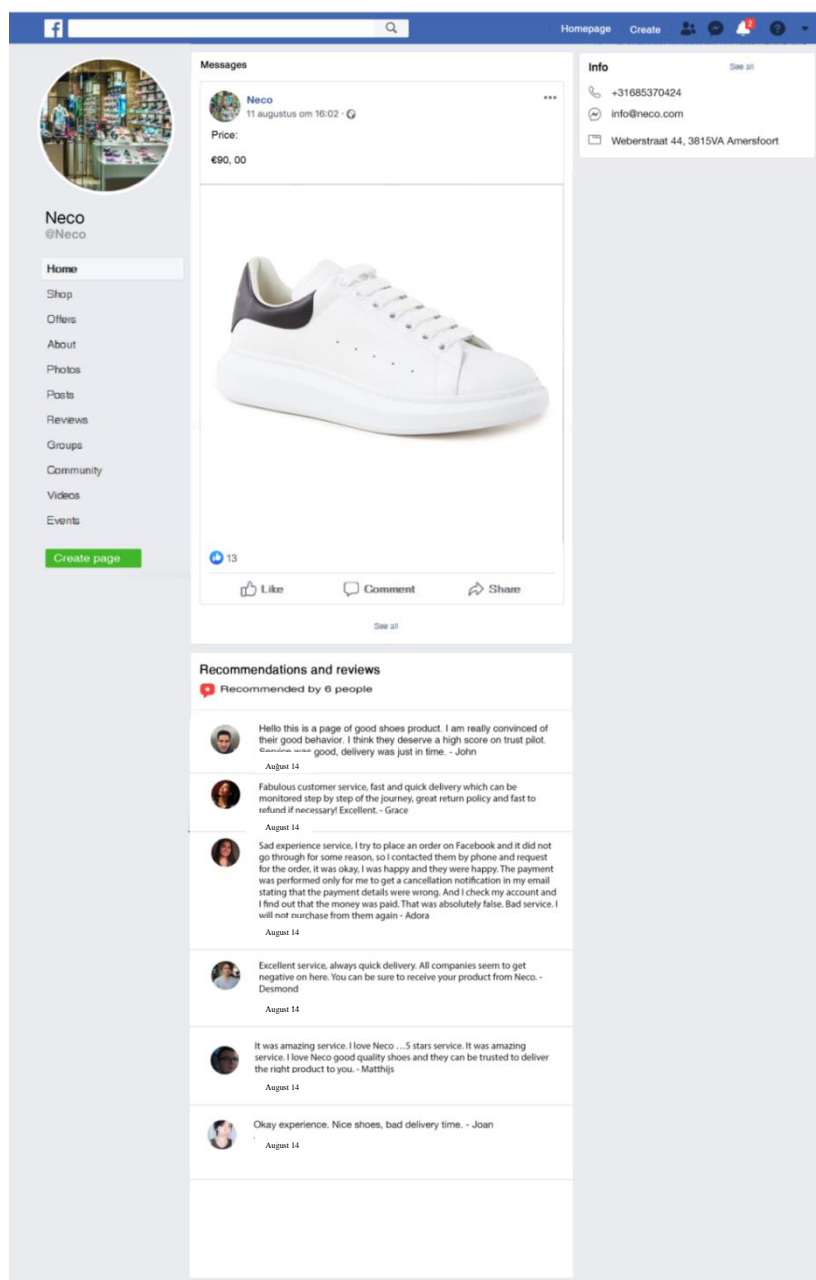 Homepage
Create
2
Neco
@Neco
Home
Shop
Offers
About
Photos
Posts
Reviews
Groups
Community
Videos
Events
Create page
Messages
Neco
11 augustus om 16:02
Price:
€90, 00
13
Like
Comment
Share
See all
Recommendations and reviews
Recommended by 6 people
Hello this is a page of good shoes product. I am really convinced of
their good behavior. I think they deserve a high score on trust pilot.
Service was good, delivery was just in time. - John
August 14
Fabulous customer service, fast and quick delivery which can be
monitored step by step of the journey, great return policy and fast to
refund if necessary! Excellent. - Grace
August 14
Sad experience service, I try to place an order on Facebook and it did not
go through for some reason, so I contacted them by phone and request
for the order, it was okay, I was happy and they were happy. The payment
was performed only for me to get a cancellation notification in my email
stating that the payment details were wrong. And I check my account and
I find out that the money was paid. That was absolutely false. Bad service. I
will not purchase from them again - Adora
August 14
Excellent service, always quick delivery. All companies seem to get
negative on here. You can be sure to receive your product from Neco. -
Desmond
August 14
It was amazing service. I love Neco …5 stars service. It was amazing
service. I love Neco good quality shoes and they can be trusted to deliver
the right product to you. - Matthijs
August 14
Okay experience. Nice shoes, bad delivery time. - Joan
August 14
Info
See all
+31685370424
info@neco.com
Weberstraat 44, 3815VA Amersfoort